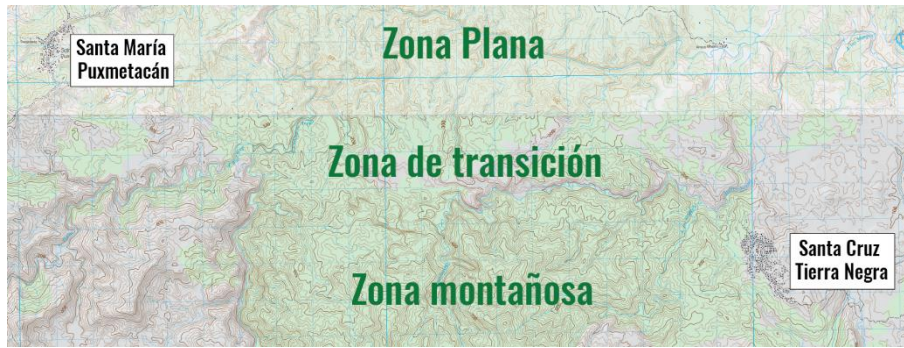 Zona Plana
Santa María
Puxmetacán
Zona de transición
Santa Cruz
Tierra Negra
Zona montañosa